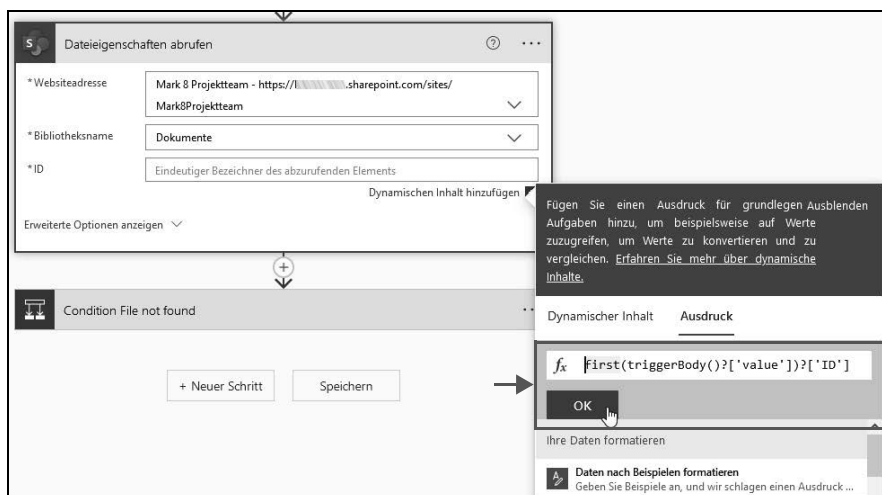 Dateieigenschaften abrufen
*Websiteadresse
Mark 8 Projektteam - https://l .sharepoint.com/sites/
Mark8Projektteam
*Bibliotheksname
Dokumente
*ID
Eindeutiger Bezeichner des abzurufenden Elements
Dynamischen Inhalt hinzufügen
Erweiterte Optionen anzeigen
Condition File not found
+ Neuer Schritt
Speichern
Fügen Sie einen Ausdruck für grundlegen Ausblenden
Aufgaben hinzu, um beispielsweise auf Werte
zuzugreifen, um Werte zu konvertieren und zu
vergleichen. Erfahren Sie mehr über dynamische
Inhalte.
Dynamischer Inhalt
Ausdruck
fx first(triggerBody()?['value'])?['ID']
OK
Ihre Daten formatieren
Daten nach Beispielen formatieren
Geben Sie Beispiele an, und wir schlagen einen Ausdruck ...